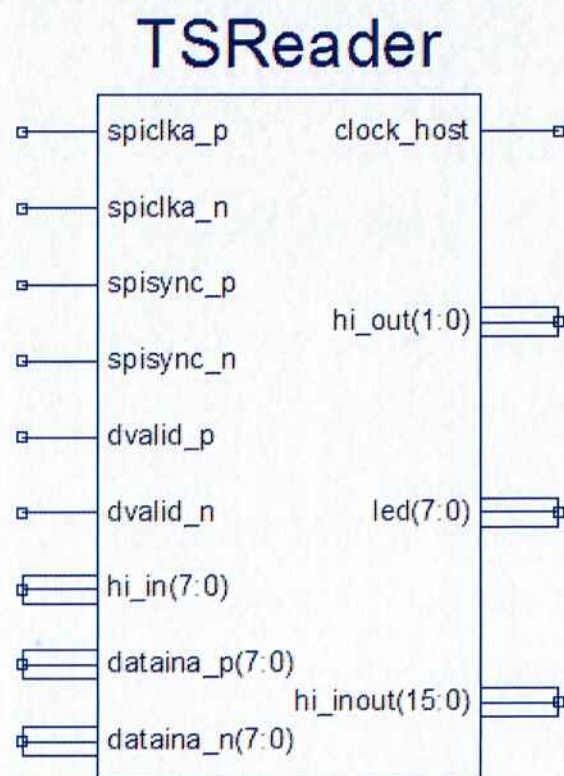 TSReader
spiclka_p
clock_host
spiclka_n
spisync_p
hi_out(1:0)
spisync_n
dvalid_p
dvalid_n
led(7:0)
hi_in(7:0)
dataina_p(7:0)
hi_inout(15:0)
dataina_n(7:0)